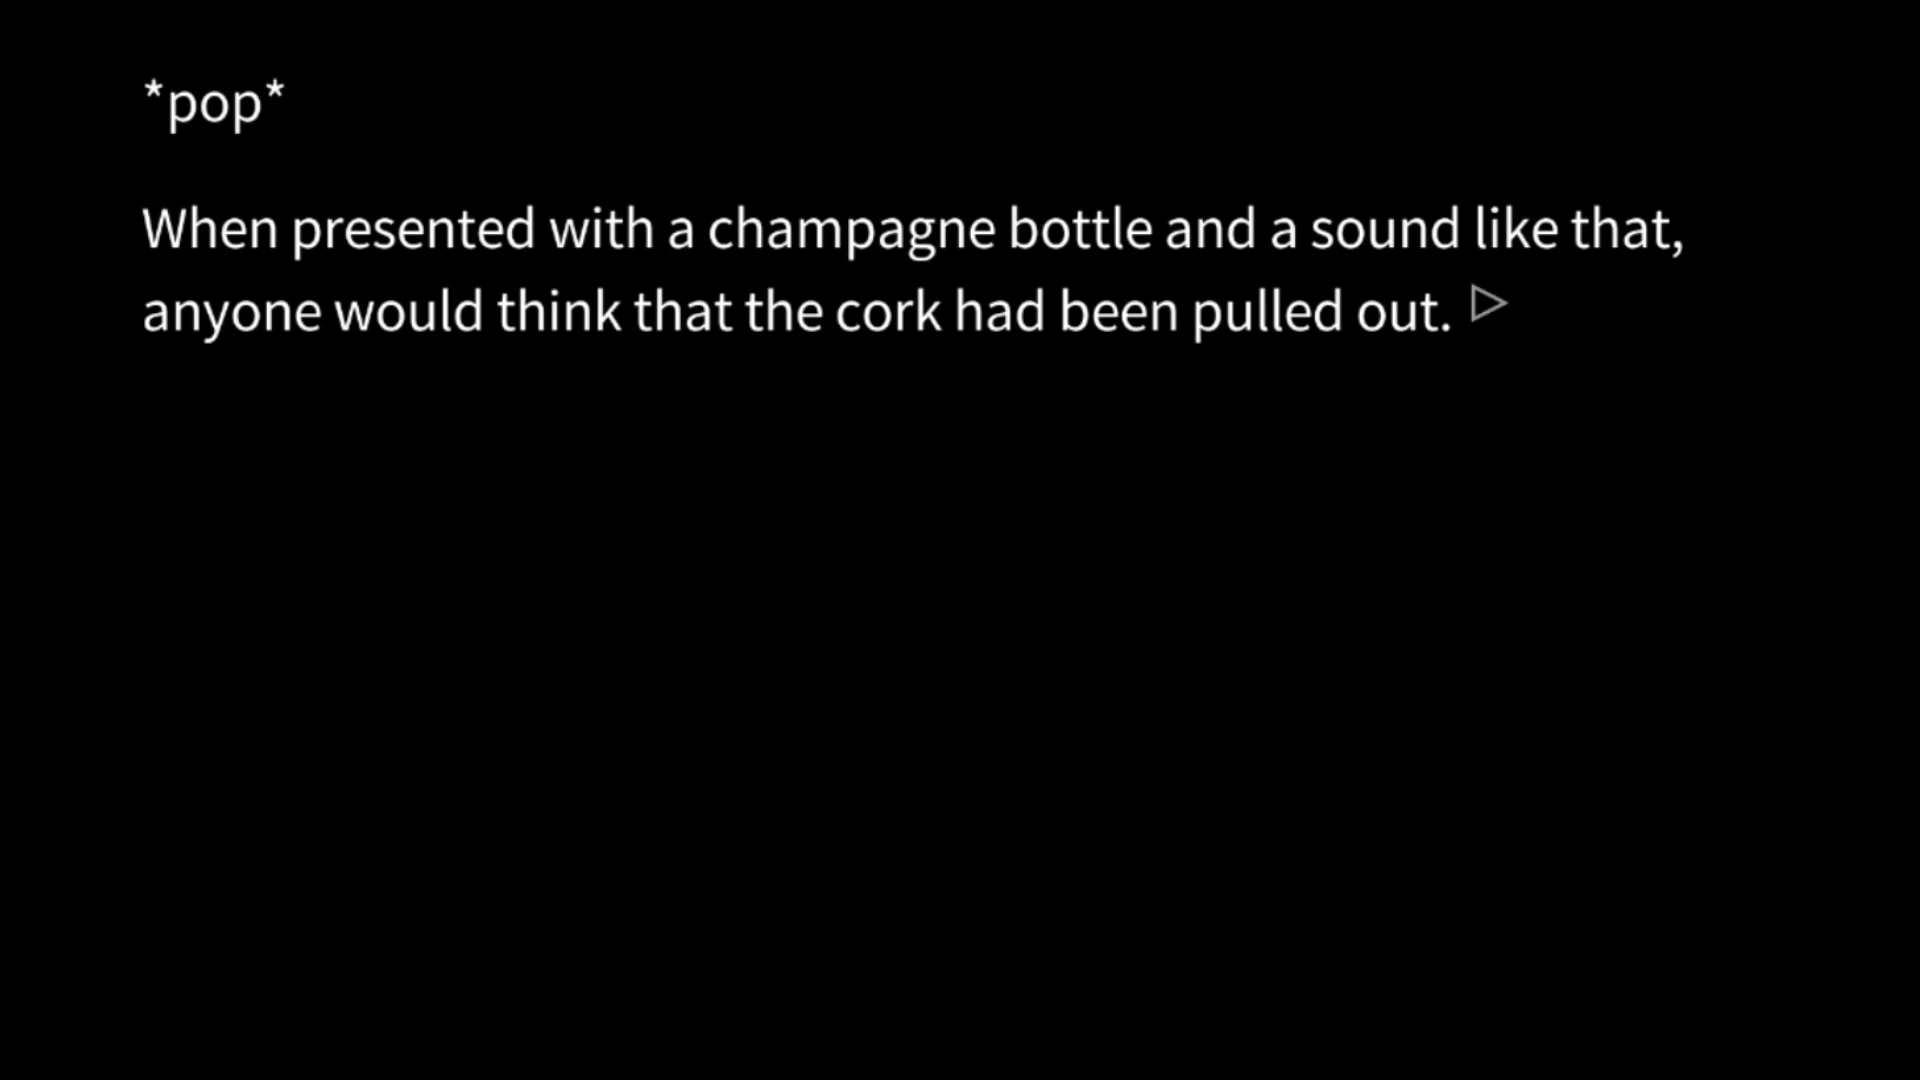 *pop*
When presented with a champagne bottle and a sound like that,
anyone would think that the cork had been pulled out.